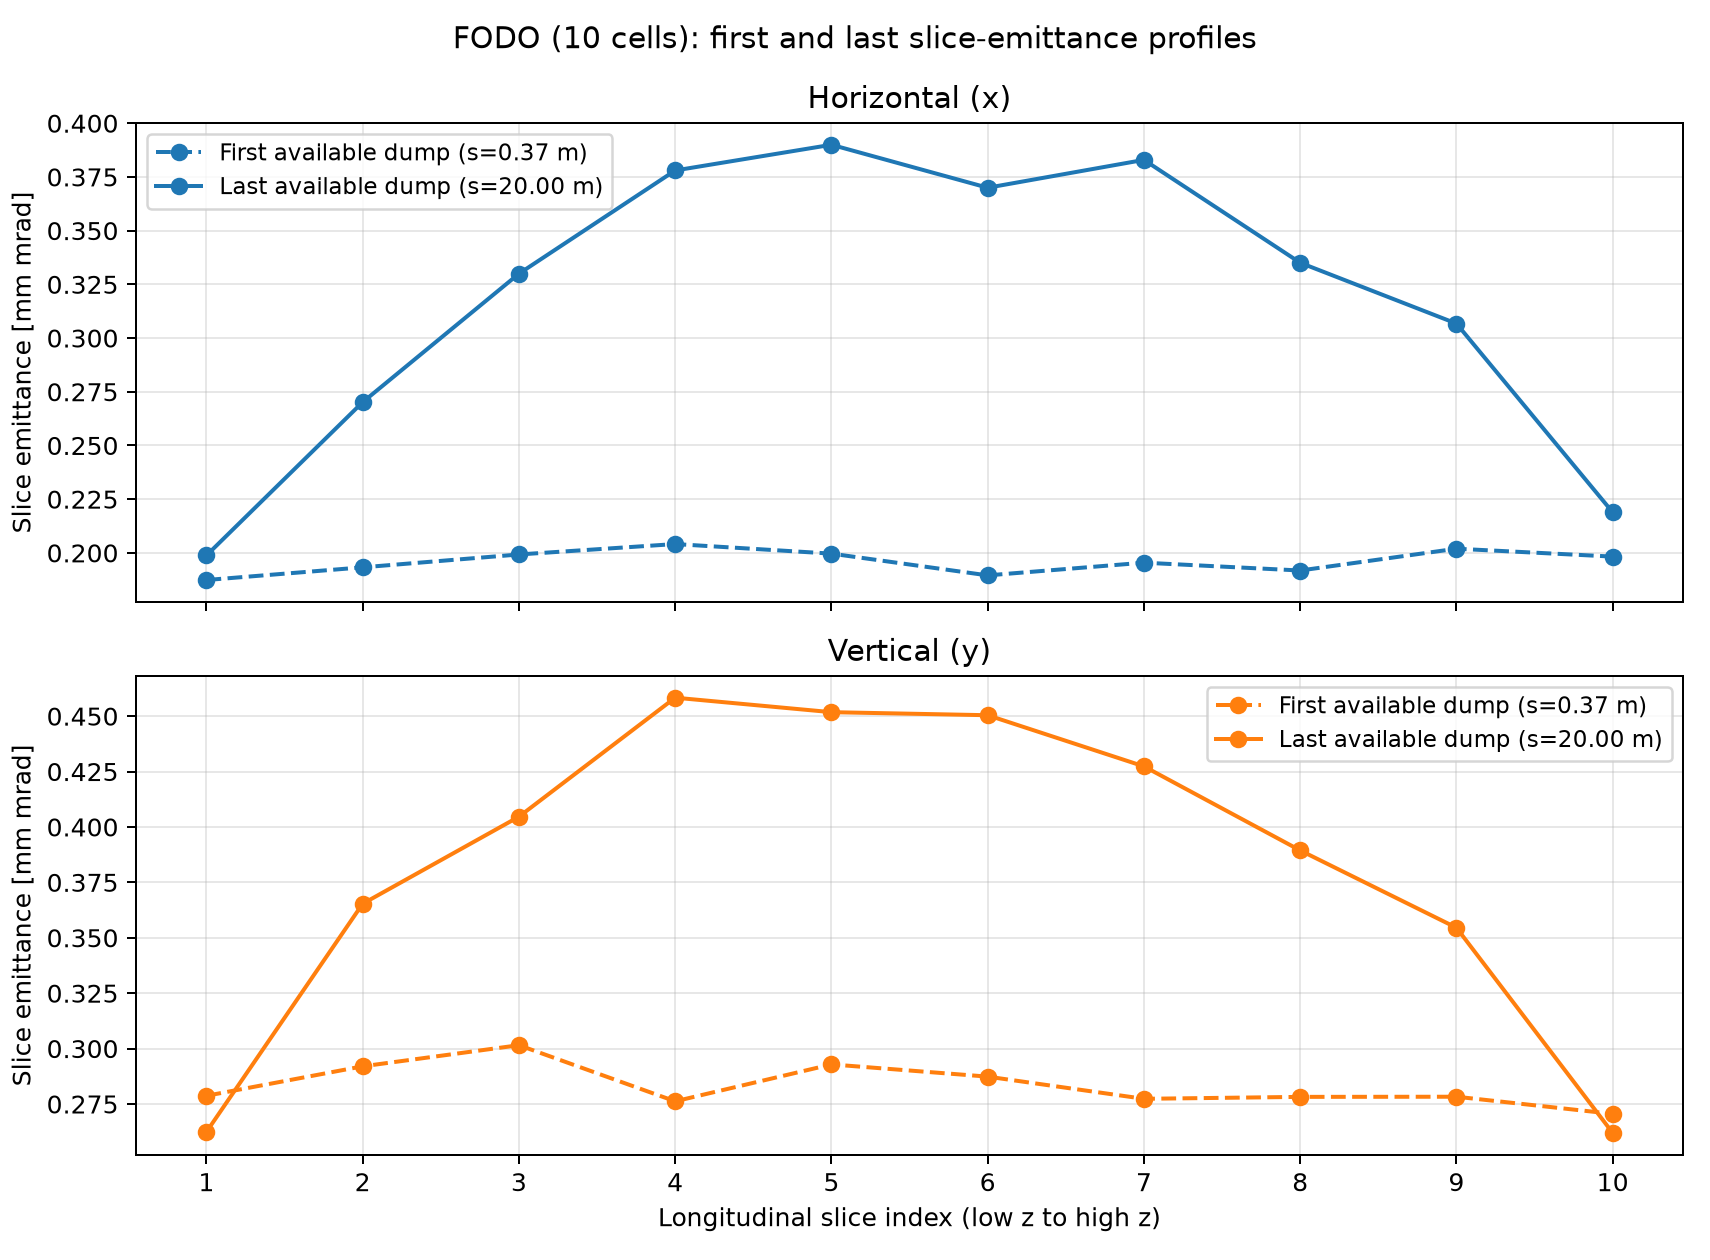 FODO (10 cells): first and last slice-emittance profiles
Horizontal (x)
Slice emittance [mm mrad]
0.400
0.375
0.350
0.325
0.300
0.275
0.250
0.225
0.200
First available dump (s=0.37 m)
Last available dump (s=20.00 m)
Vertical (y)
Slice emittance [mm mrad]
0.450
0.425
0.400
0.375
0.350
0.325
0.300
0.275
First available dump (s=0.37 m)
Last available dump (s=20.00 m)
1 2 3 4 5 6 7 8 9 10
Longitudinal slice index (low z to high z)